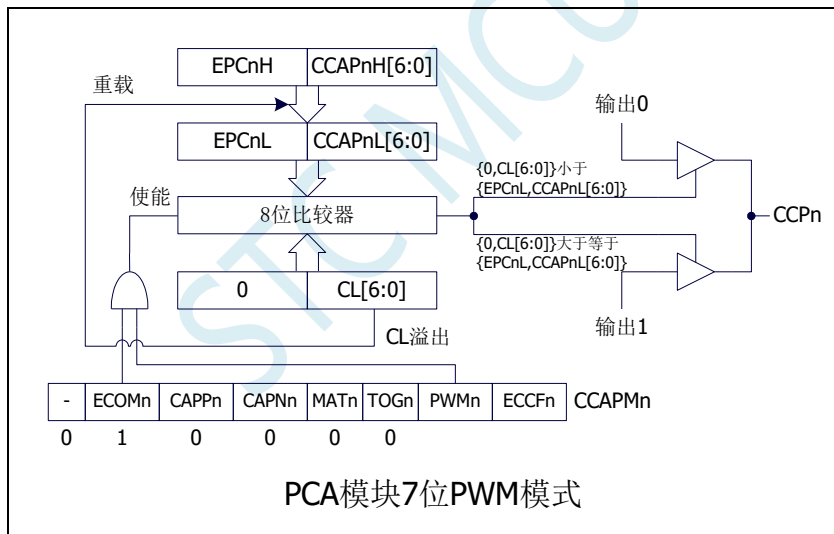 EPCnH CCAPnH[6:0]
重载
输出0
EPCnL CCAPnL[6:0]
{0,CL[6:0]}小于
{EPCnL,CCAPnL[6:0]}
使能
8位比较器
CCPn
{0,CL[6:0]}大于等于
{EPCnL,CCAPnL[6:0]}
0 CL[6:0]
输出1
CL溢出
- ECOMn CAPPn CAPNn MATn TOGn PWMn ECCFn CCAPMn
0 1 0 0 0 0
PCA模块7位PWM模式